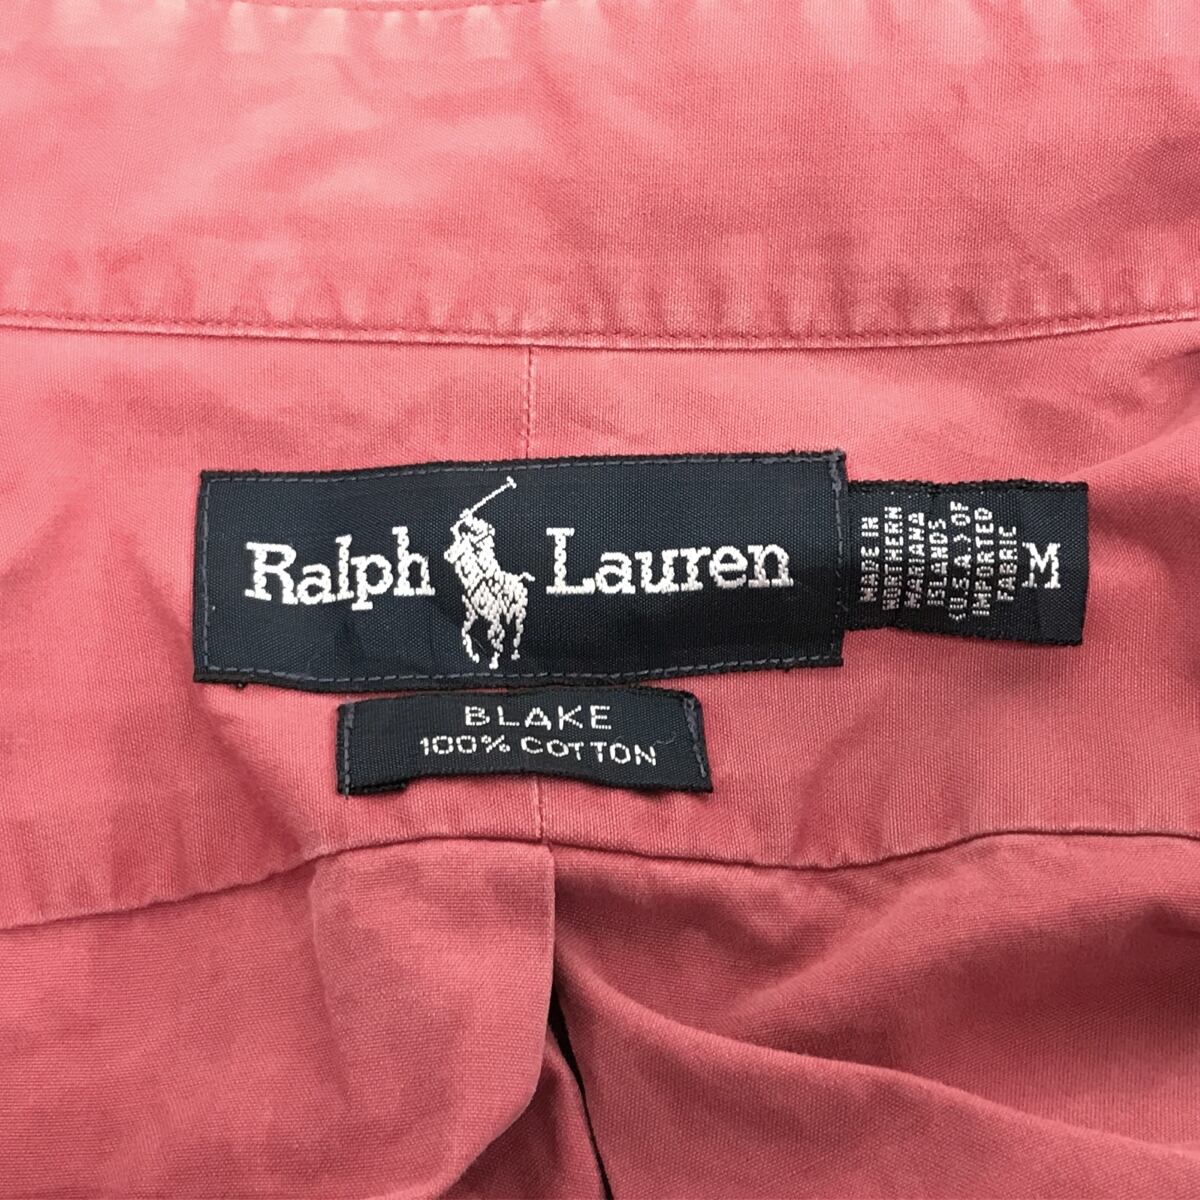 Ralph Lauren
MADE IN
NORTHERN
MARIANA
ISLANDS
(U.S.A.) OF
IMPORTED
FABRIC
M
BLAKE
100% COTTON